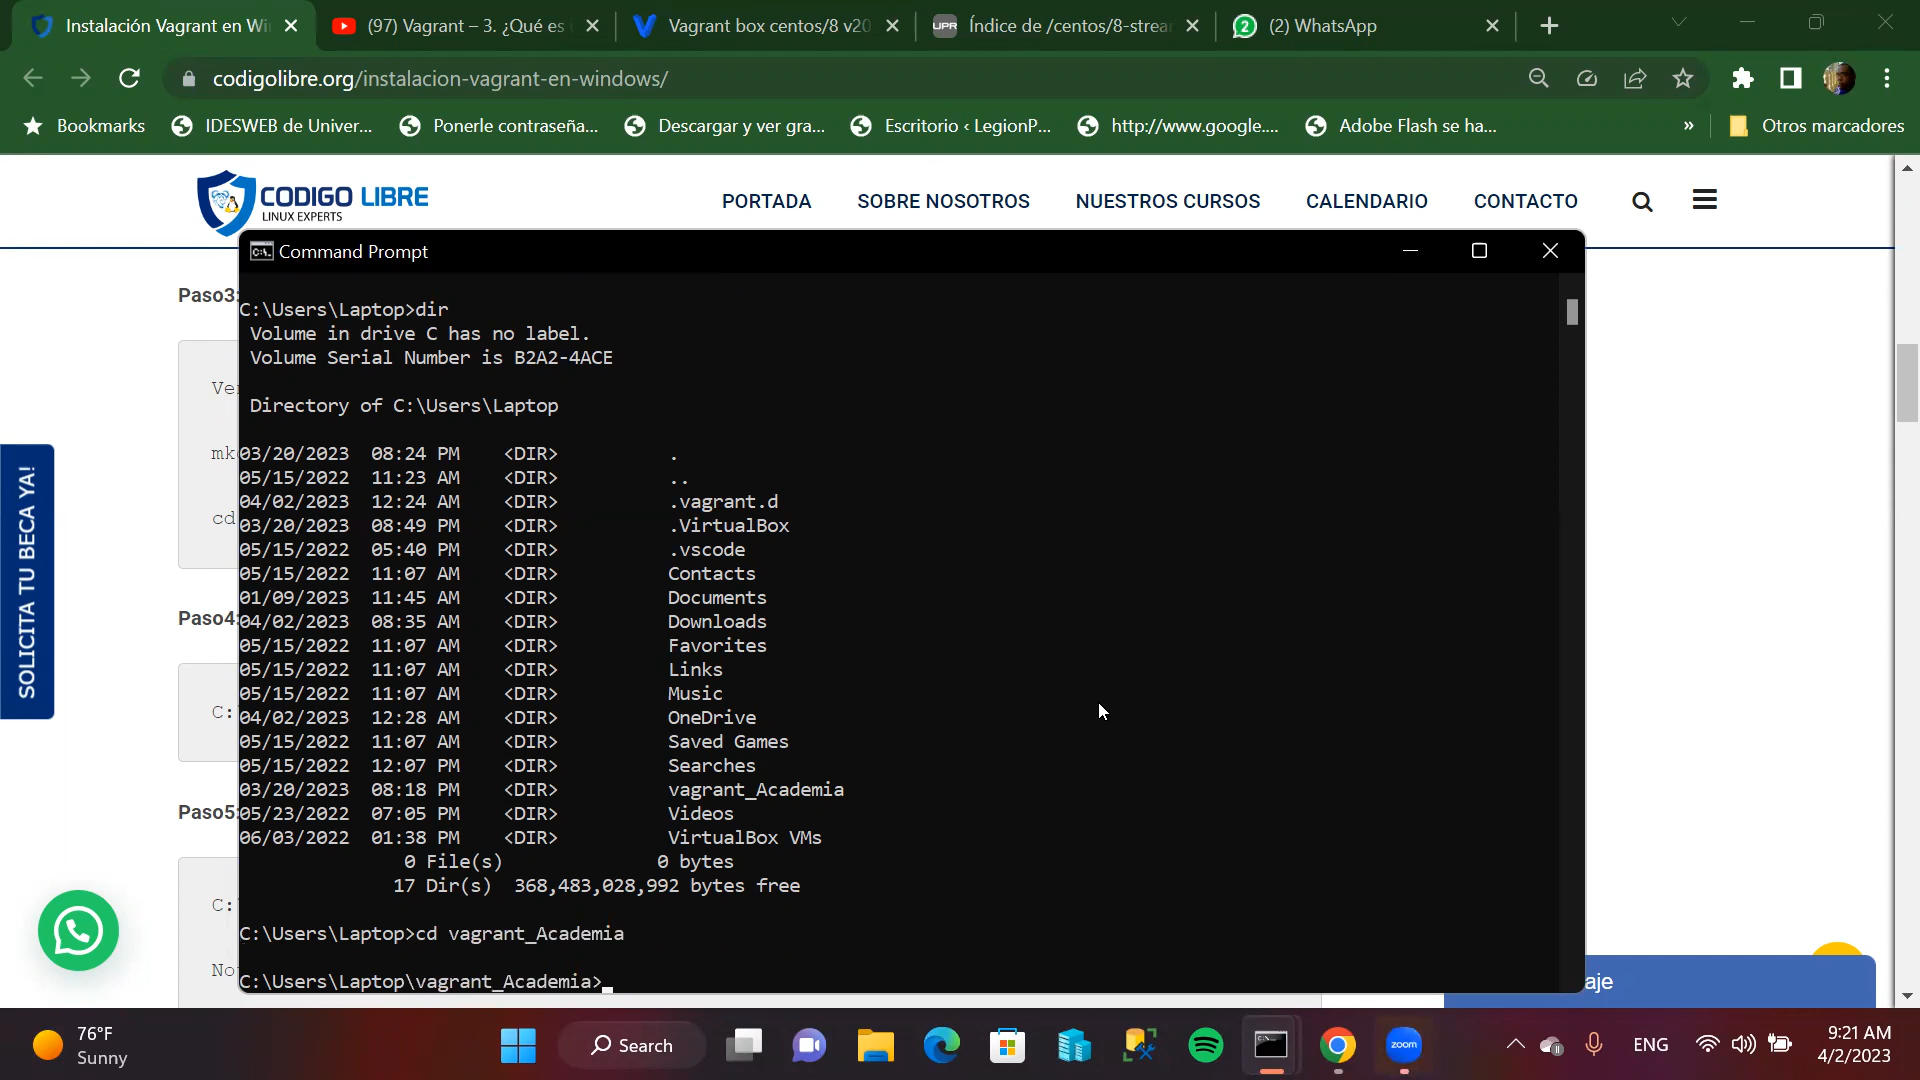 Instalación Vagrant en Wi
(97) Vagrant – 3. ¿Qué es
Vagrant box centos/8 v20
UPR
Índice de /centos/8-strear
2
(2) WhatsApp
codigolibre.org/instalacion-vagrant-en-windows/
Bookmarks
IDESWEB de Univer...
Ponerle contraseña...
Descargar y ver gra...
Escritorio ‹ LegionP...
http://www.google....
Adobe Flash se ha...
»
Otros marcadores
CODIGO LIBRE
LINUX EXPERTS
PORTADA
SOBRE NOSOTROS
NUESTROS CURSOS
CALENDARIO
CONTACTO
Command Prompt
Paso3:
Ver
mk
cd
Paso4:
C:
Paso5:
C:
No
SOLICITA TU BECA YA!
C:\Users\Laptop>dir
Volume in drive C has no label.
Volume Serial Number is B2A2-4ACE
Directory of C:\Users\Laptop
03/20/2023  08:24 PM    <DIR>          .
05/15/2022  11:23 AM    <DIR>          ..
04/02/2023  12:24 AM    <DIR>          .vagrant.d
03/20/2023  08:49 PM    <DIR>          .VirtualBox
05/15/2022  05:40 PM    <DIR>          .vscode
05/15/2022  11:07 AM    <DIR>          Contacts
01/09/2023  11:45 AM    <DIR>          Documents
04/02/2023  08:35 AM    <DIR>          Downloads
05/15/2022  11:07 AM    <DIR>          Favorites
05/15/2022  11:07 AM    <DIR>          Links
05/15/2022  11:07 AM    <DIR>          Music
04/02/2023  12:28 AM    <DIR>          OneDrive
05/15/2022  11:07 AM    <DIR>          Saved Games
05/15/2022  12:07 PM    <DIR>          Searches
03/20/2023  08:18 PM    <DIR>          vagrant_Academia
05/23/2022  07:05 PM    <DIR>          Videos
06/03/2022  01:38 PM    <DIR>          VirtualBox VMs
0 File(s)              0 bytes
17 Dir(s)  368,483,028,992 bytes free
C:\Users\Laptop>cd vagrant_Academia
C:\Users\Laptop\vagrant_Academia>
aje
76°F
Sunny
Search
zoom
ENG
9:21 AM
4/2/2023